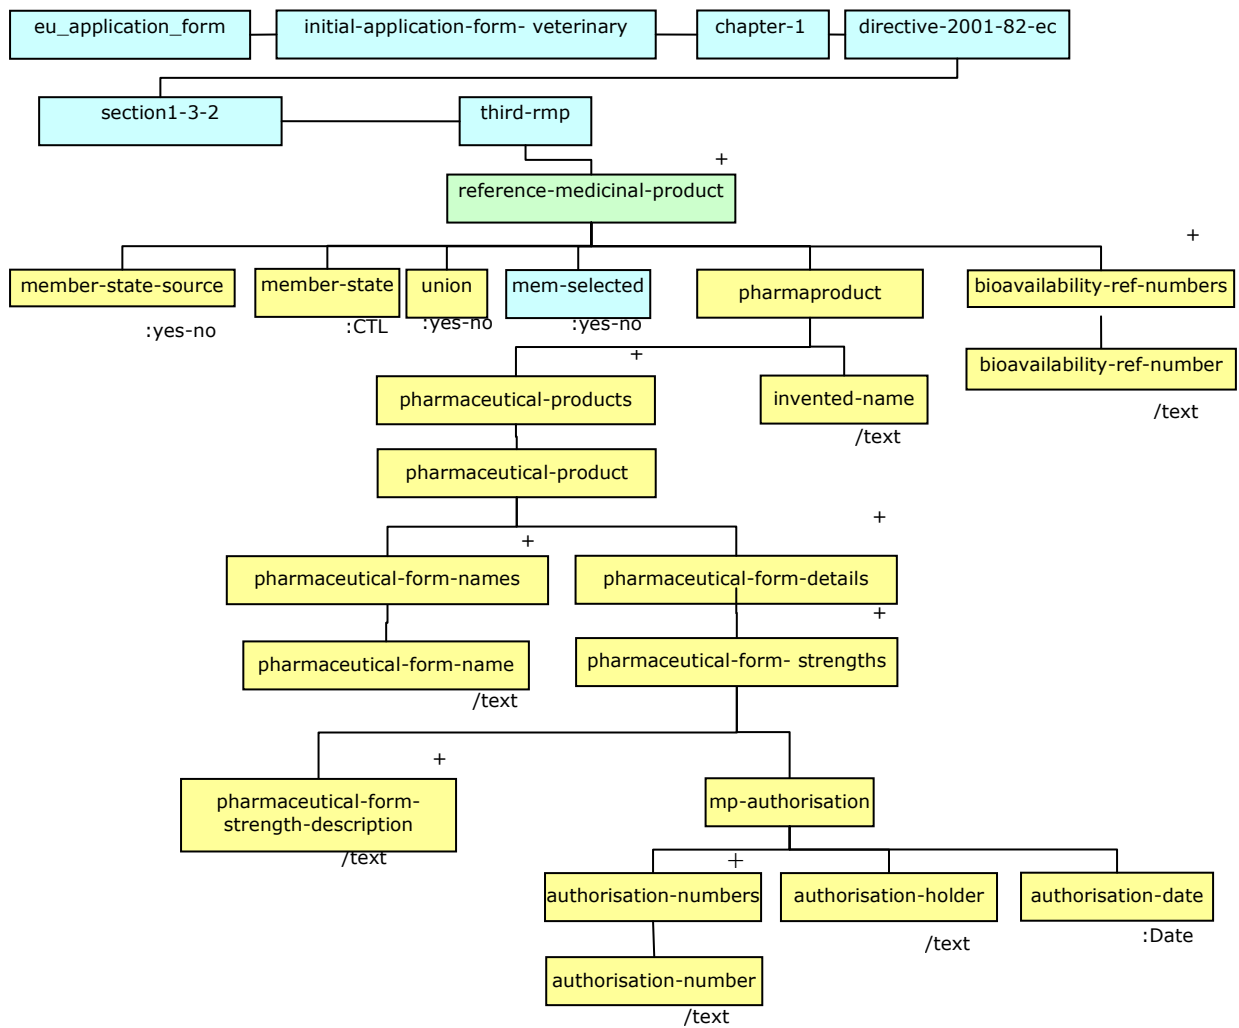 eu_application_form
initial-application-form- veterinary
chapter-1
directive-2001-82-ec
section1-3-2
third-rmp
+
reference-medicinal-product
+
member-state-source
:yes-no
member-state
:CTL
union
:yes-no
mem-selected
:yes-no
pharmaproduct
bioavailability-ref-numbers
bioavailability-ref-number
/text
+
pharmaceutical-products
invented-name
/text
pharmaceutical-product
+
+
pharmaceutical-form-names
pharmaceutical-form-details
+
pharmaceutical-form-name
/text
pharmaceutical-form- strengths
+
pharmaceutical-form-
strength-description
/text
mp-authorisation
+
authorisation-numbers
authorisation-holder
/text
authorisation-date
:Date
authorisation-number
/text